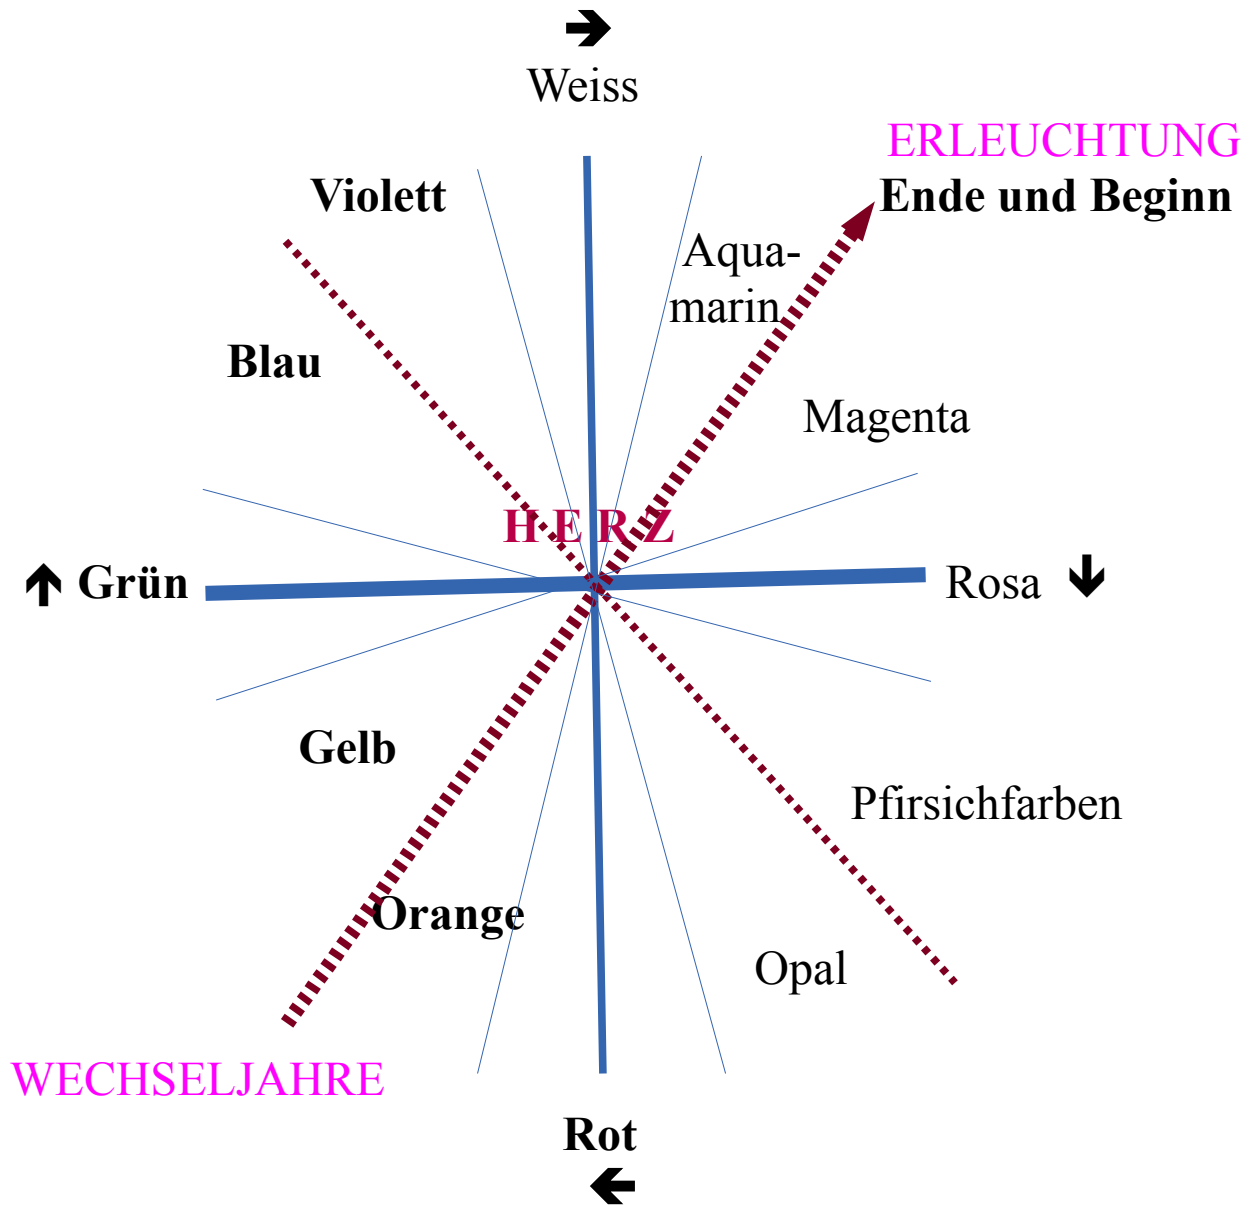 Weiss
ERLEUCHTUNG
Violett
Ende und Beginn
Aqua-
marin
Blau
Magenta
HERZ
Grün
Rosa
Gelb
Pfirsichfarben
Orange
Opal
WECHSELJAHRE
Rot